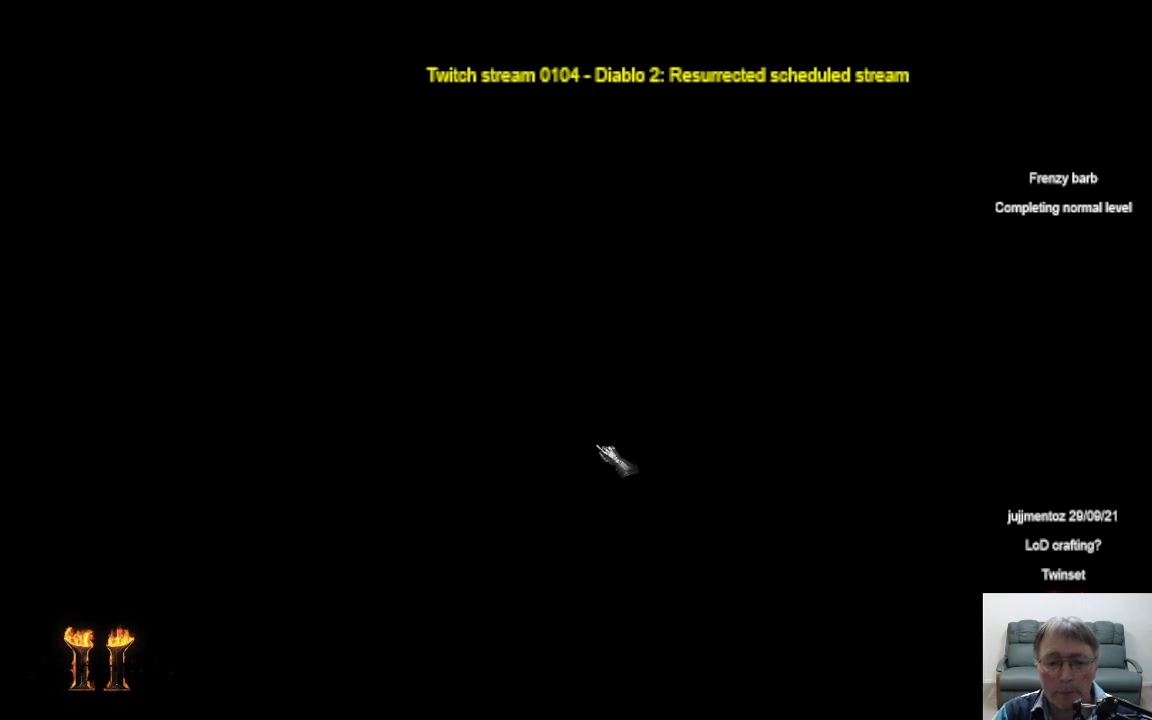 Twitch stream 0104 - Diablo 2: Resurrected scheduled stream
Frenzy barb
Completing normal level
jujjmentoz 29/09/21
LoD crafting?
Twinset